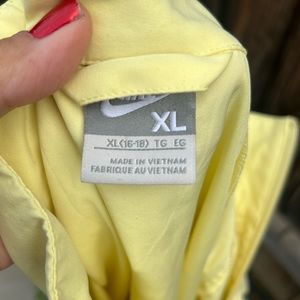 XL
XL(16-18) TG EG
MADE IN VIETNAM
FABRIQUE AU VIETNAM